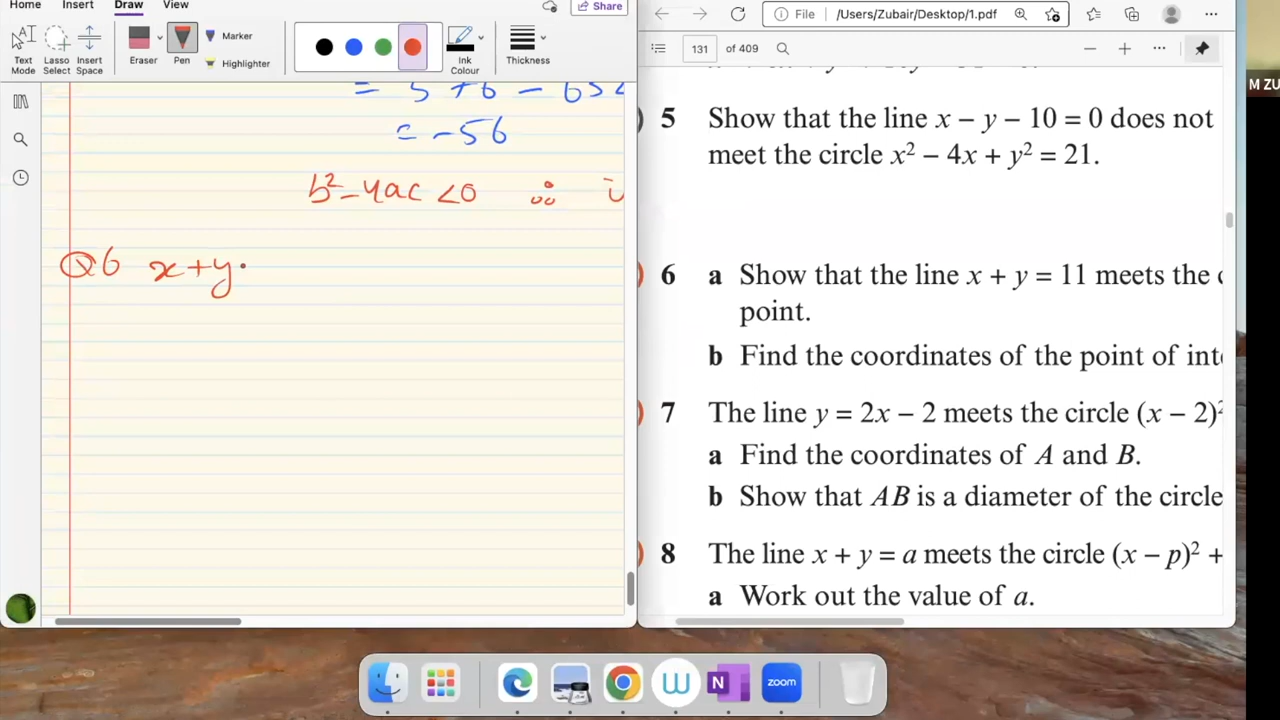 Home Insert Draw View
Share
Text Mode
Lasso Select
Insert Space
Eraser
Pen
Marker
Highlighter
Ink Colour
Thickness
= 5+6 - 632
= -56
b²-4ac <0 ∴
Q6 x+y
File /Users/Zubair/Desktop/1.pdf
131 of 409
5 Show that the line x − y − 10 = 0 does not
meet the circle x² − 4x + y² = 21.
6 a Show that the line x + y = 11 meets the
point.
b Find the coordinates of the point of int
7 The line y = 2x − 2 meets the circle (x − 2)²
a Find the coordinates of A and B.
b Show that AB is a diameter of the circle
8 The line x + y = a meets the circle (x − p)² +
a Work out the value of a.
M ZU
N
zoom